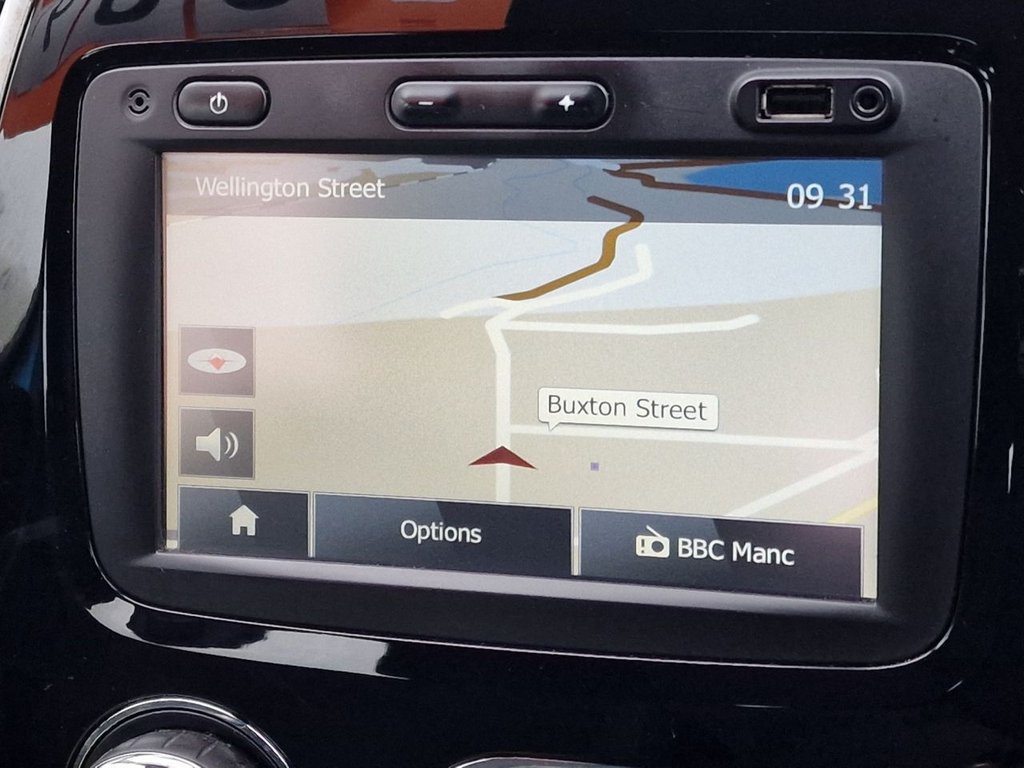 Wellington Street
09 31
Buxton Street
Options
BBC Manc